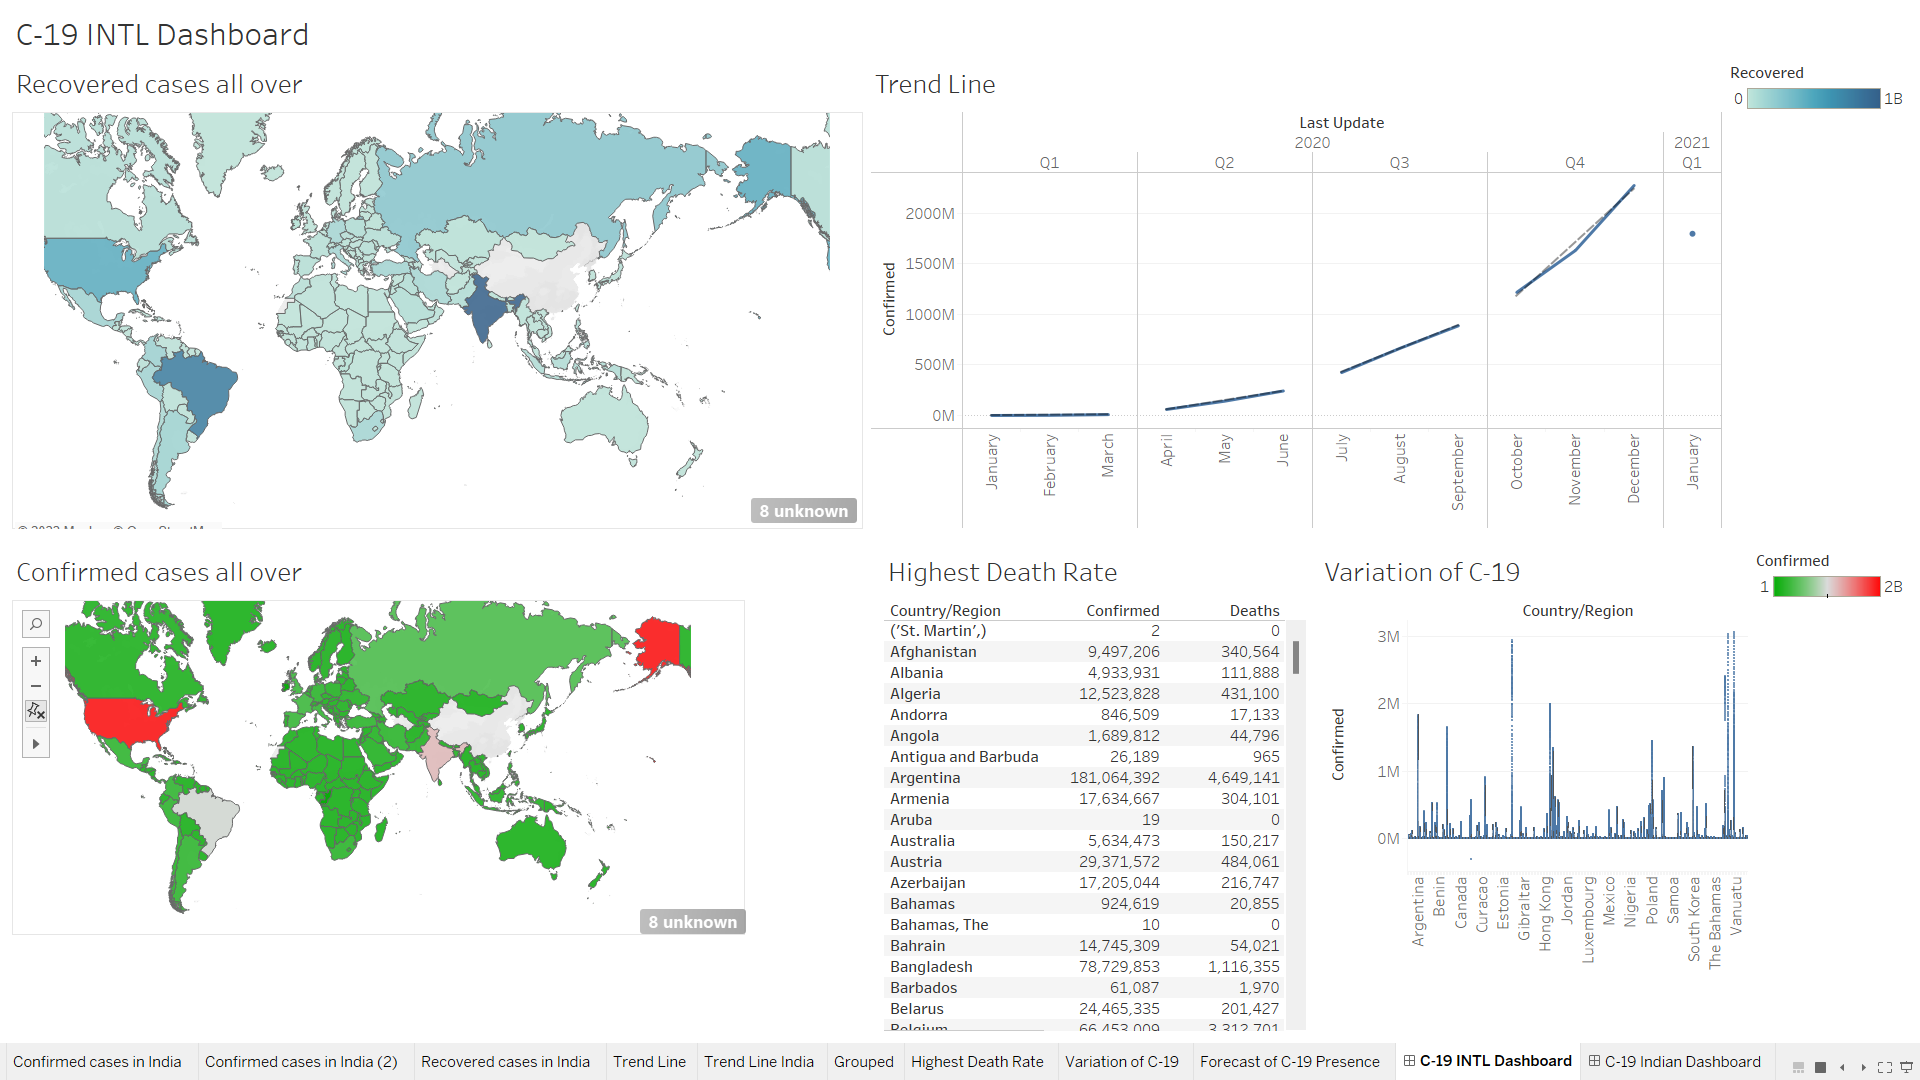 C-19 INTL Dashboard
Recovered cases all over
8 unknown
Trend Line
Last Update
2020
2021
Q1
Q2
Q3
Q4
Q1
Confirmed
2000M
1500M
1000M
500M
0M
January
February
March
April
May
June
July
August
September
October
November
December
January
Recovered
0
1B
Confirmed cases all over
8 unknown
Highest Death Rate
Country/Region Confirmed Deaths
('St. Martin',) 2 0
Afghanistan 9,497,206 340,564
Albania 4,933,931 111,888
Algeria 12,523,828 431,100
Andorra 846,509 17,133
Angola 1,689,812 44,796
Antigua and Barbuda 26,189 965
Argentina 181,064,392 4,649,141
Armenia 17,634,667 304,101
Aruba 19 0
Australia 5,634,473 150,217
Austria 29,371,572 484,061
Azerbaijan 17,205,044 216,747
Bahamas 924,619 20,855
Bahamas, The 10 0
Bahrain 14,745,309 54,021
Bangladesh 78,729,853 1,116,355
Barbados 61,087 1,970
Belarus 24,465,335 201,427
Belgium 66,453,009 3,312,701
Variation of C-19
Country/Region
Confirmed
3M
2M
1M
0M
Argentina
Benin
Canada
Curacao
Estonia
Gibraltar
Hong Kong
Jordan
Luxembourg
Mexico
Nigeria
Poland
Samoa
South Korea
The Bahamas
Vanuatu
Confirmed
1
2B
Confirmed cases in India
Confirmed cases in India (2)
Recovered cases in India
Trend Line
Trend Line India
Grouped
Highest Death Rate
Variation of C-19
Forecast of C-19 Presence
C-19 INTL Dashboard
C-19 Indian Dashboard